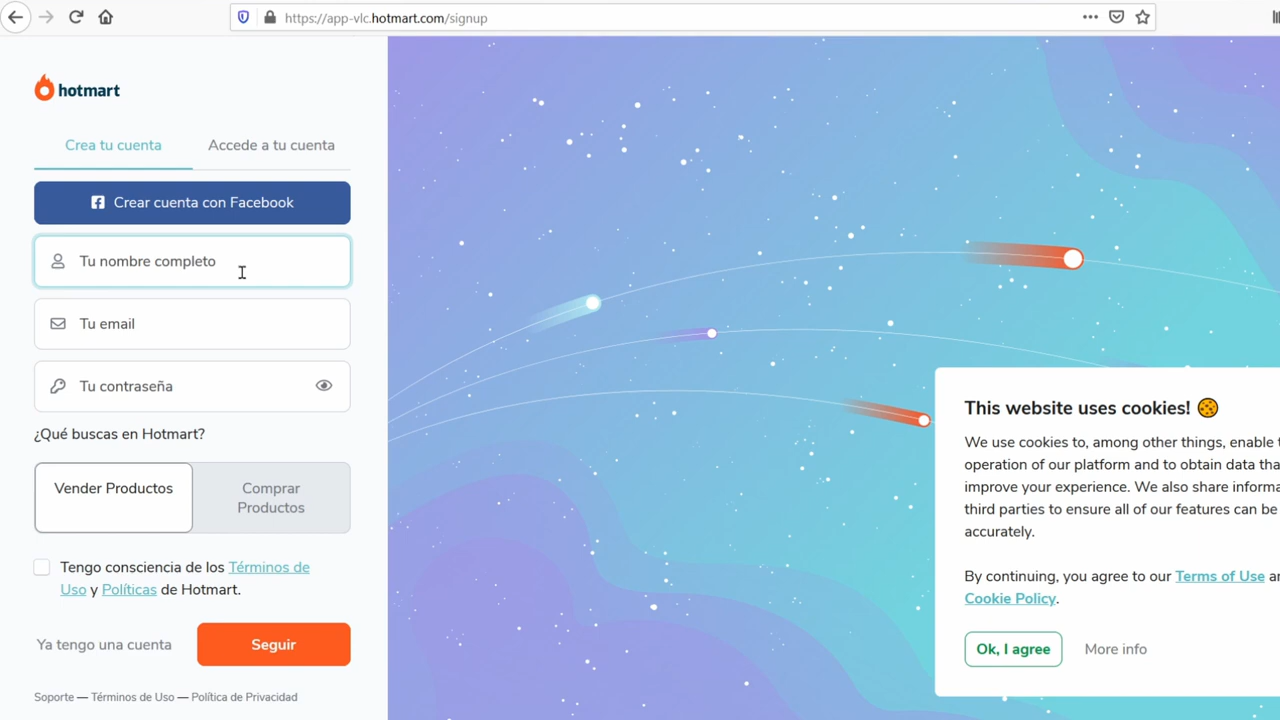 https://app-vlc.hotmart.com/signup
hotmart
Crea tu cuenta
Accede a tu cuenta
Crear cuenta con Facebook
Tu nombre completo
Tu email
Tu contraseña
¿Qué buscas en Hotmart?
Vender Productos
Comprar
Productos
Tengo consciencia de los Términos de
Uso y Políticas de Hotmart.
Ya tengo una cuenta
Seguir
Soporte — Términos de Uso — Política de Privacidad
This website uses cookies!
We use cookies to, among other things, enable
operation of our platform and to obtain data
improve your experience. We also share
third parties to ensure all of our features can be
accurately.
By continuing, you agree to our Terms of Use
Cookie Policy.
Ok, I agree
More info